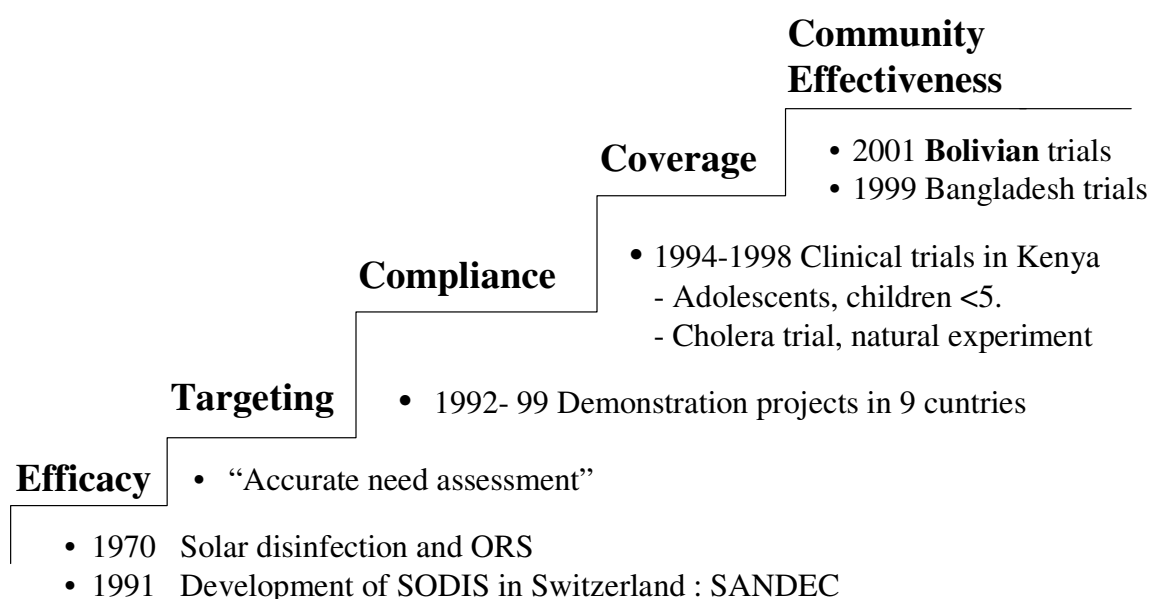 Community
Effectiveness
• 2001 Bolivian trials
• 1999 Bangladesh trials
Coverage
• 1994-1998 Clinical trials in Kenya
- Adolescents, children <5.
- Cholera trial, natural experiment
Compliance
• 1992- 99 Demonstration projects in 9 cuntries
Targeting
• “Accurate need assessment”
Efficacy
• 1970 Solar disinfection and ORS
• 1991 Development of SODIS in Switzerland : SANDEC